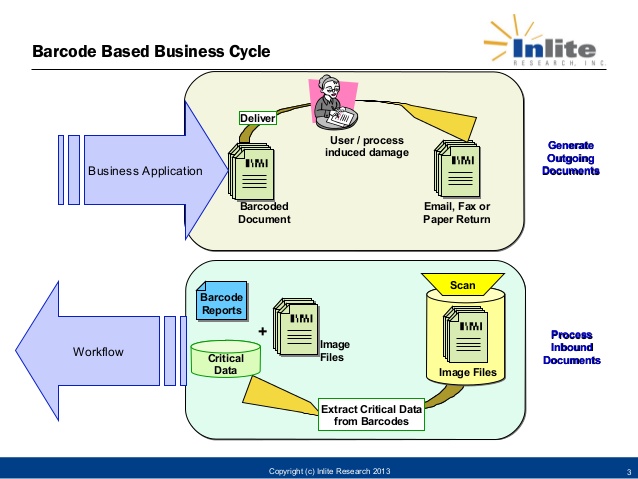 Barcode Based Business Cycle
Inlite
RESEARCH, INC.
Deliver
User / process
induced damage
Business Application
Barcoded
Document
Email, Fax or
Paper Return
Generate
Outgoing
Documents
Scan
Barcode
Reports
+
Image
Files
Critical
Data
Image Files
Workflow
Process
Inbound
Documents
Extract Critical Data
from Barcodes
Copyright (c) Inlite Research 2013
3